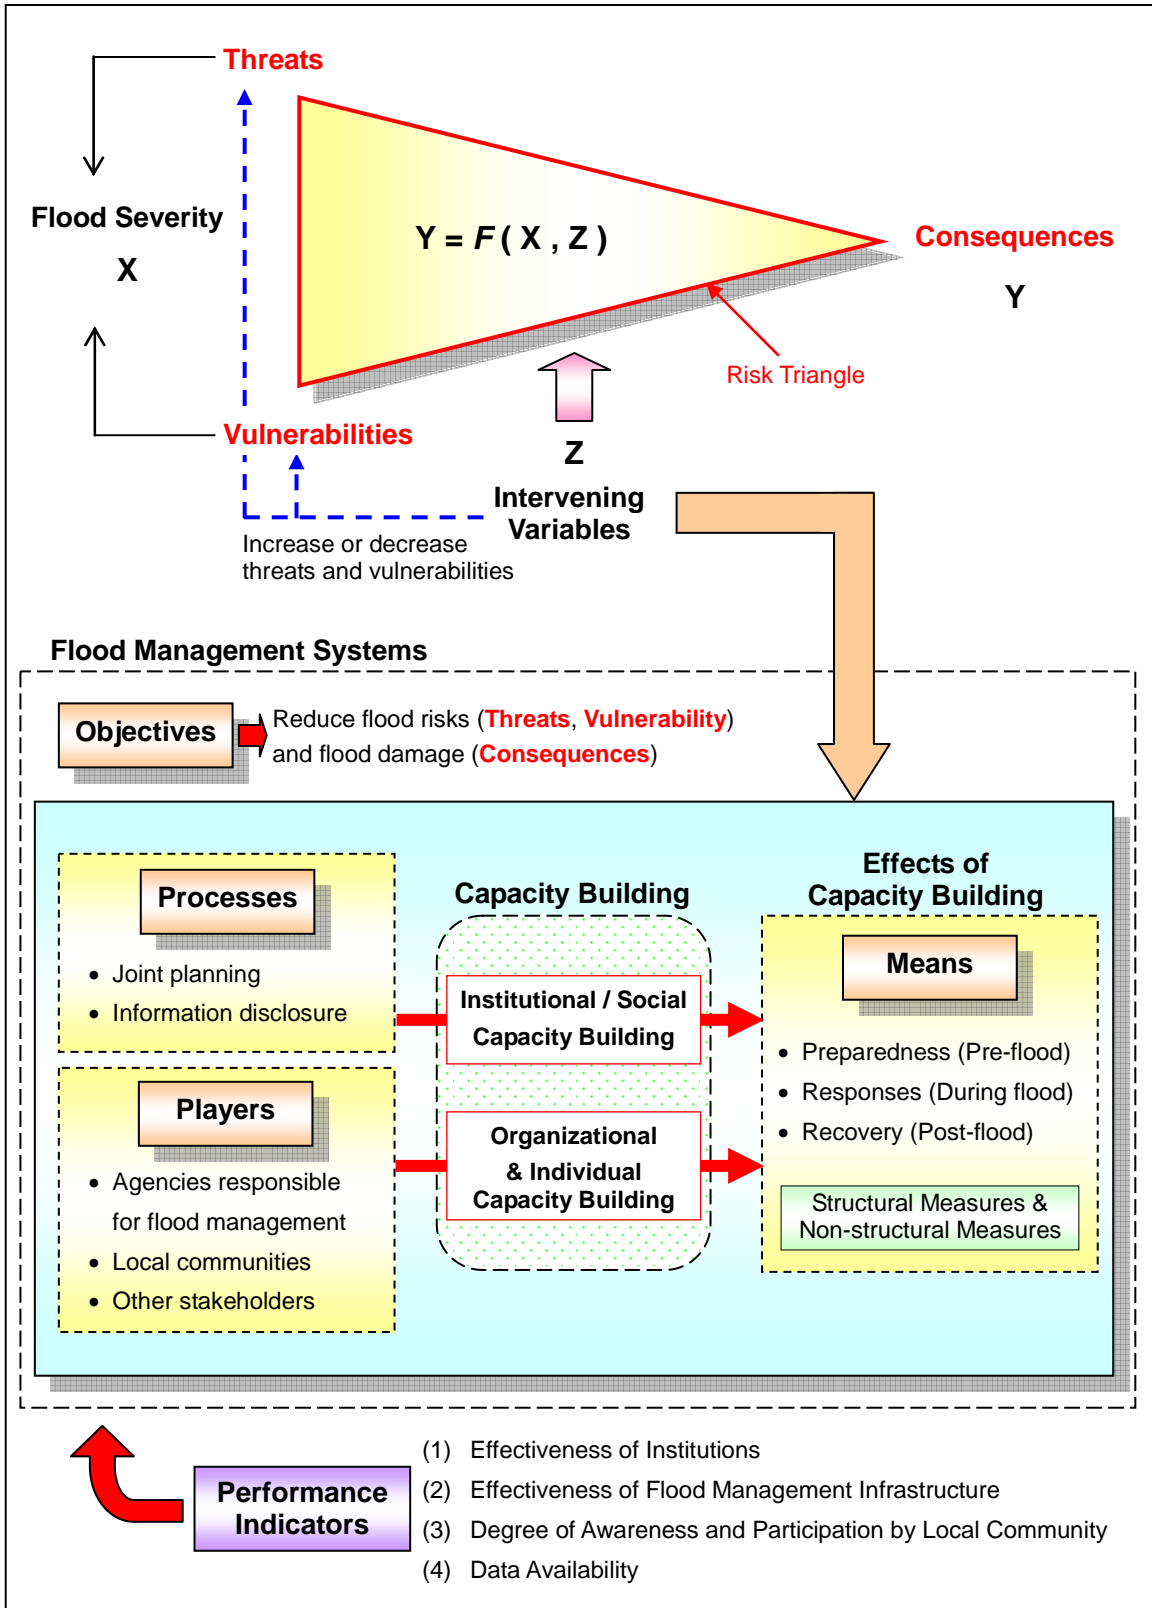 Threats
Flood Severity
X
Y = F ( X , Z )
Consequences
Y
Risk Triangle
Vulnerabilities
Z
Intervening
Variables
Increase or decrease
threats and vulnerabilities
Flood Management Systems
Objectives
Reduce flood risks (Threats, Vulnerability)
and flood damage (Consequences)
Processes
• Joint planning
• Information disclosure
Players
• Agencies responsible
for flood management
• Local communities
• Other stakeholders
Capacity Building
Institutional / Social
Capacity Building
Organizational
& Individual
Capacity Building
Effects of
Capacity Building
Means
• Preparedness (Pre-flood)
• Responses (During flood)
• Recovery (Post-flood)
Structural Measures &
Non-structural Measures
Performance
Indicators
(1) Effectiveness of Institutions
(2) Effectiveness of Flood Management Infrastructure
(3) Degree of Awareness and Participation by Local Community
(4) Data Availability